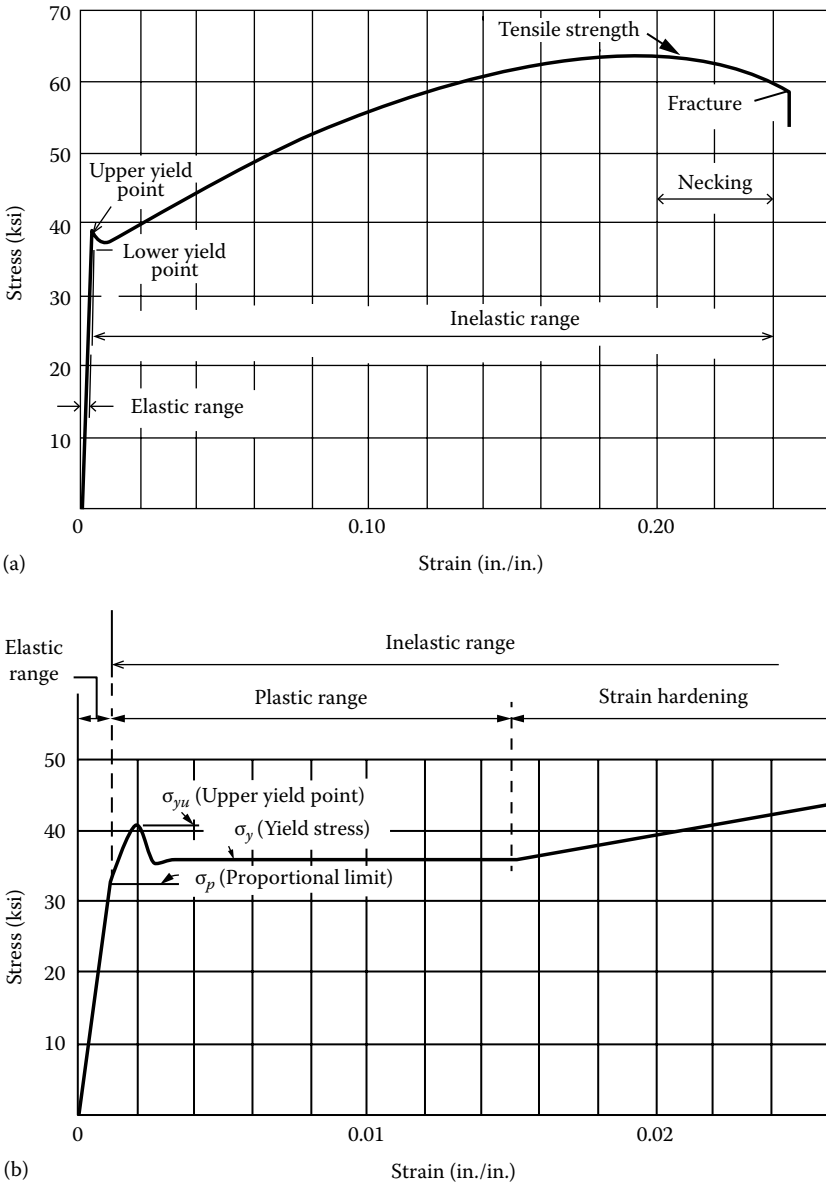 70
Tensile strength
60
Fracture
50
Upper yield
point
Necking
40
Lower yield
point
30
Inelastic range
20
Elastic range
10
Stress (ksi)
0
0.10
0.20
(a)
Strain (in./in.)
Elastic
range
Inelastic range
Plastic range
Strain hardening
50
σyu (Upper yield point)
40
σy (Yield stress)
σp (Proportional limit)
30
20
10
Stress (ksi)
0
0.01
0.02
(b)
Strain (in./in.)